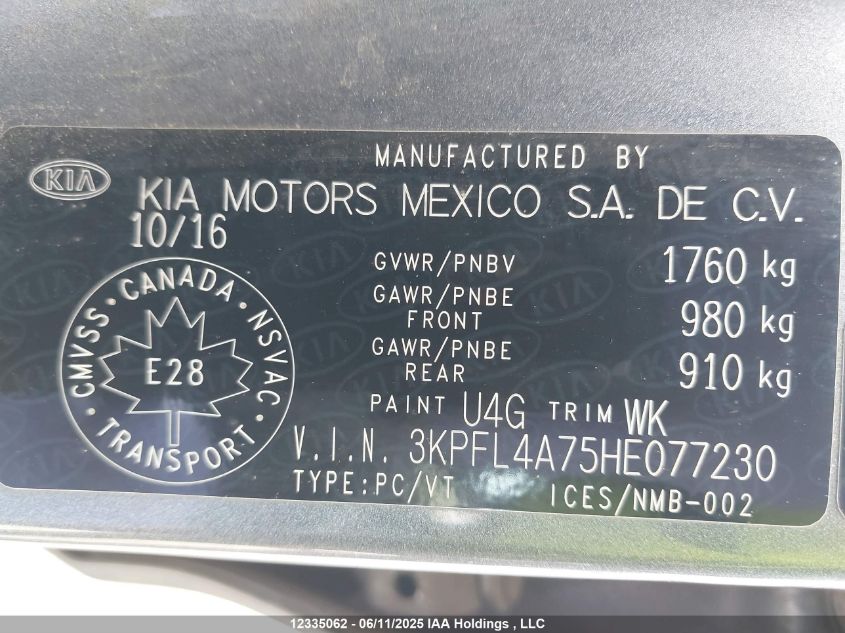 MANUFACTURED BY
KIA
KIA MOTORS MEXICO S.A. DE C.V.
10/16
GVWR/PNBV 1760 kg
GAWR/PNBE FRONT 980 kg
GAWR/PNBE REAR 910 kg
CMVSS • CANADA • NSVAC • TRANSPORT •
E28
PAINT U4G TRIM WK
V.I.N. 3KPFL4A75HE077230
TYPE:PC/VT ICES/NMB-002
12335062 - 06/11/2025 IAA Holdings , LLC